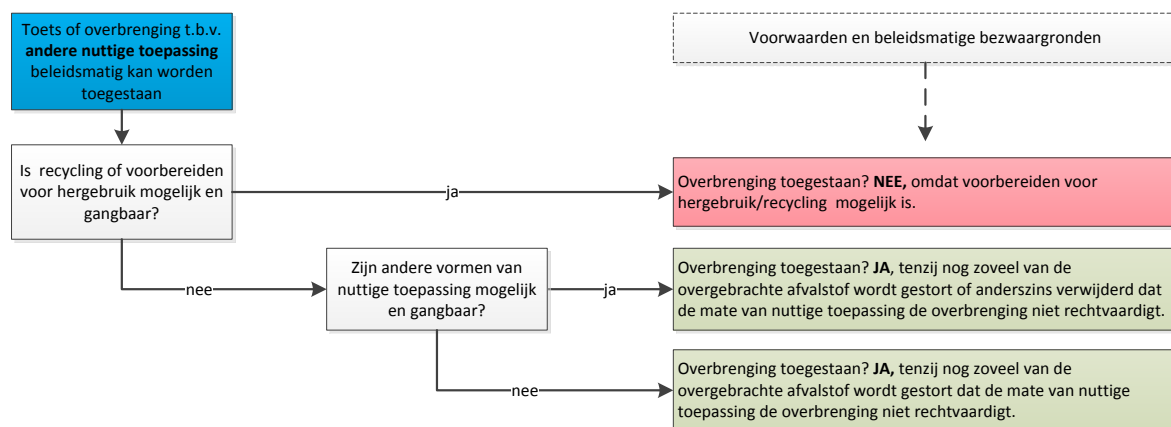 Toets of overbrenging t.b.v.
andere nuttige toepassing
beleidsmatig kan worden
toegestaan
Voorwaarden en beleidsmatige bezwaargronden
Is recycling of voorbereiden
voor hergebruik mogelijk en
gangbaar?
ja
Overbrenging toegestaan? NEE, omdat voorbereiden voor
hergebruik/recycling mogelijk is.
nee
Zijn andere vormen van
nuttige toepassing mogelijk
en gangbaar?
ja
Overbrenging toegestaan? JA, tenzij nog zoveel van de
overgebrachte afvalstof wordt gestort of anderszins verwijderd dat
de mate van nuttige toepassing de overbrenging niet rechtvaardigt.
nee
Overbrenging toegestaan? JA, tenzij nog zoveel van de
overgebrachte afvalstof wordt gestort dat de mate van nuttige
toepassing de overbrenging niet rechtvaardigt.